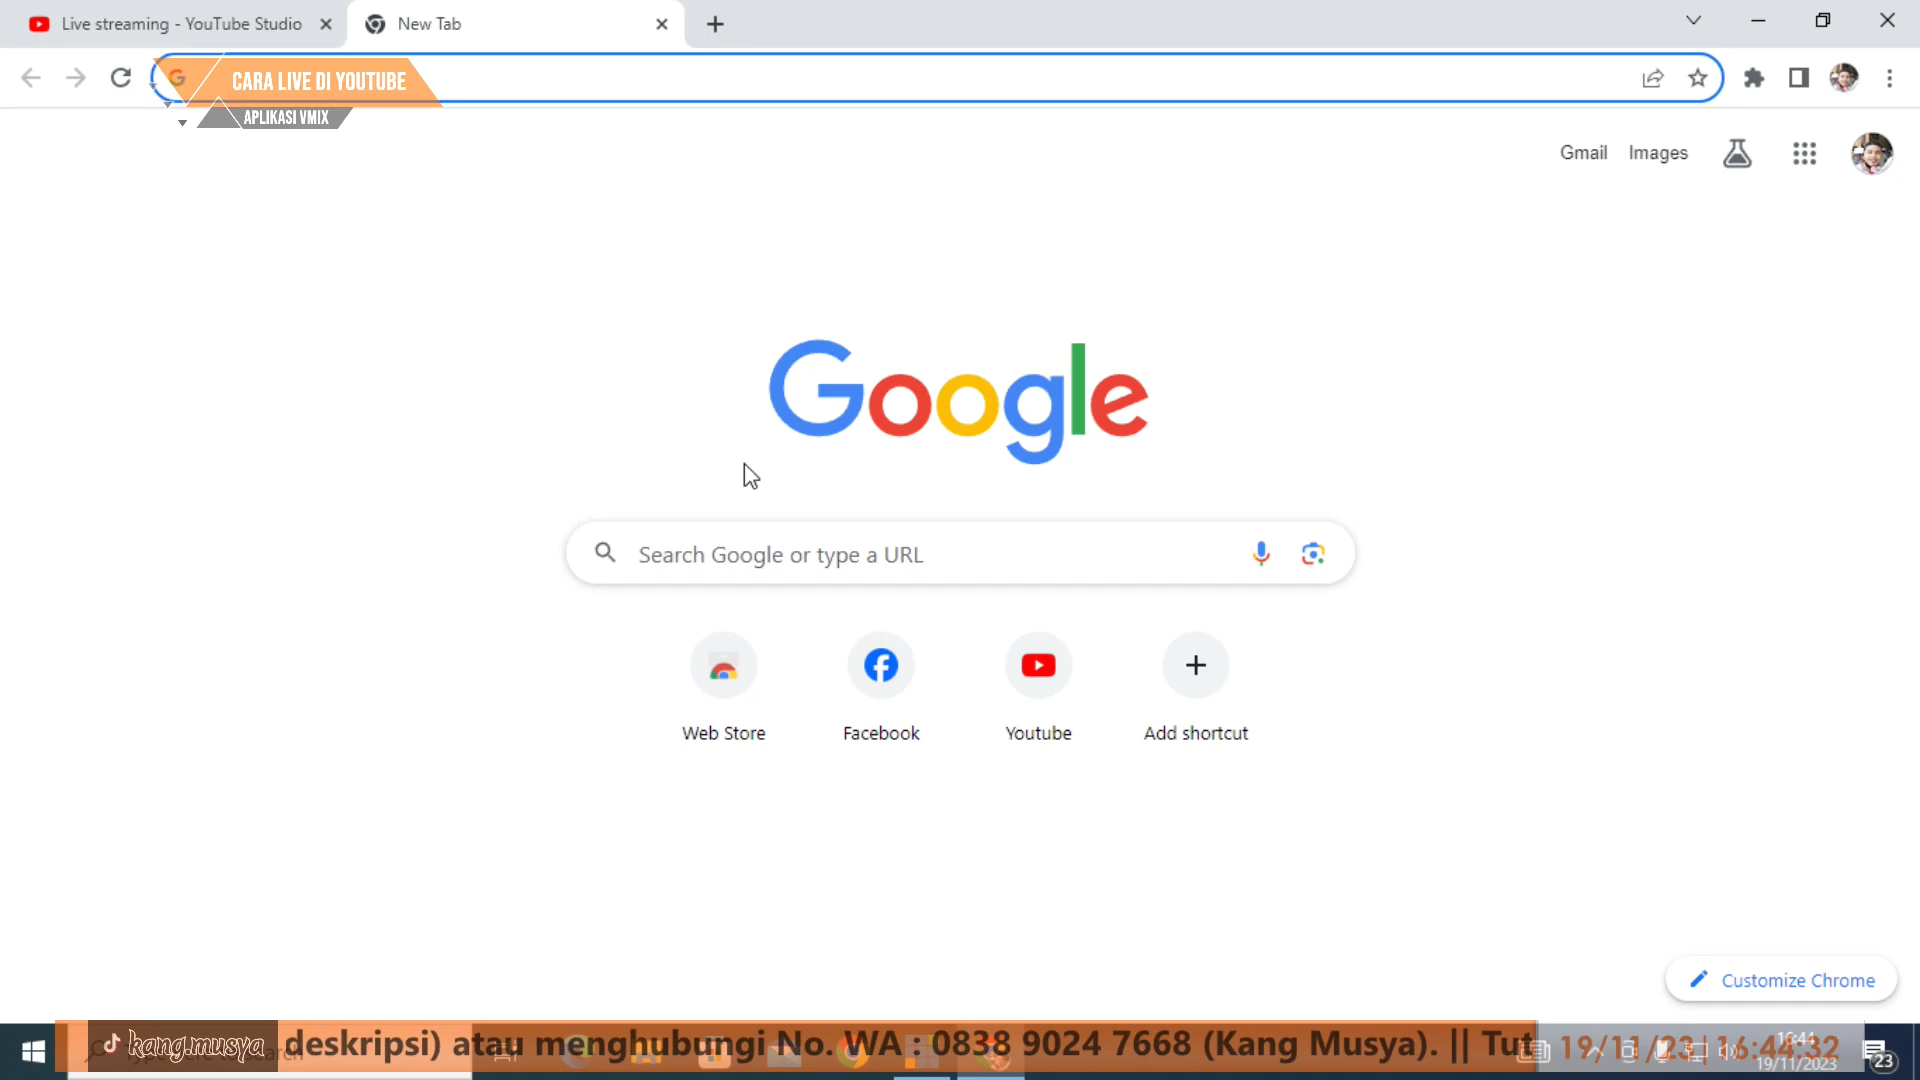 Live streaming - YouTube Studio
New Tab
CARA LIVE DI YOUTUBE
APLIKASI VMIX
Gmail
Images
Google
Search Google or type a URL
Web Store
Facebook
Youtube
Add shortcut
Customize Chrome
kang.musya
deskripsi) atau menghubungi No. WA : 0838 9024 7668 (Kang Musya). || Tut
19/11/23 | 16:44:32
16:44
19/11/2023
23